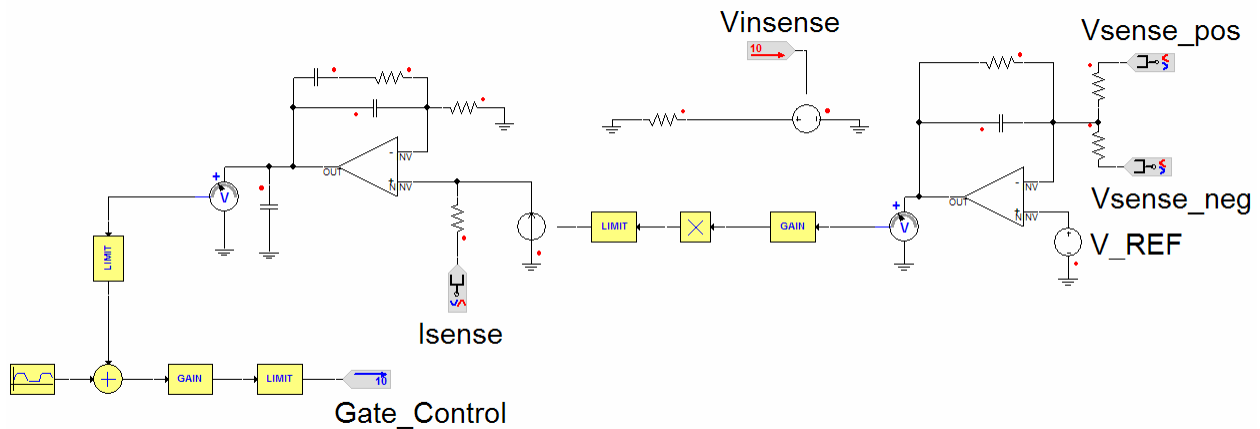 Vinsense
Vsense_pos
10
NV
OUT
N NV
NV
OUT
N NV
Vsense_neg
V
LIMIT
GAIN
V
V_REF
LIMIT
Isense
GAIN
LIMIT
10
Gate_Control